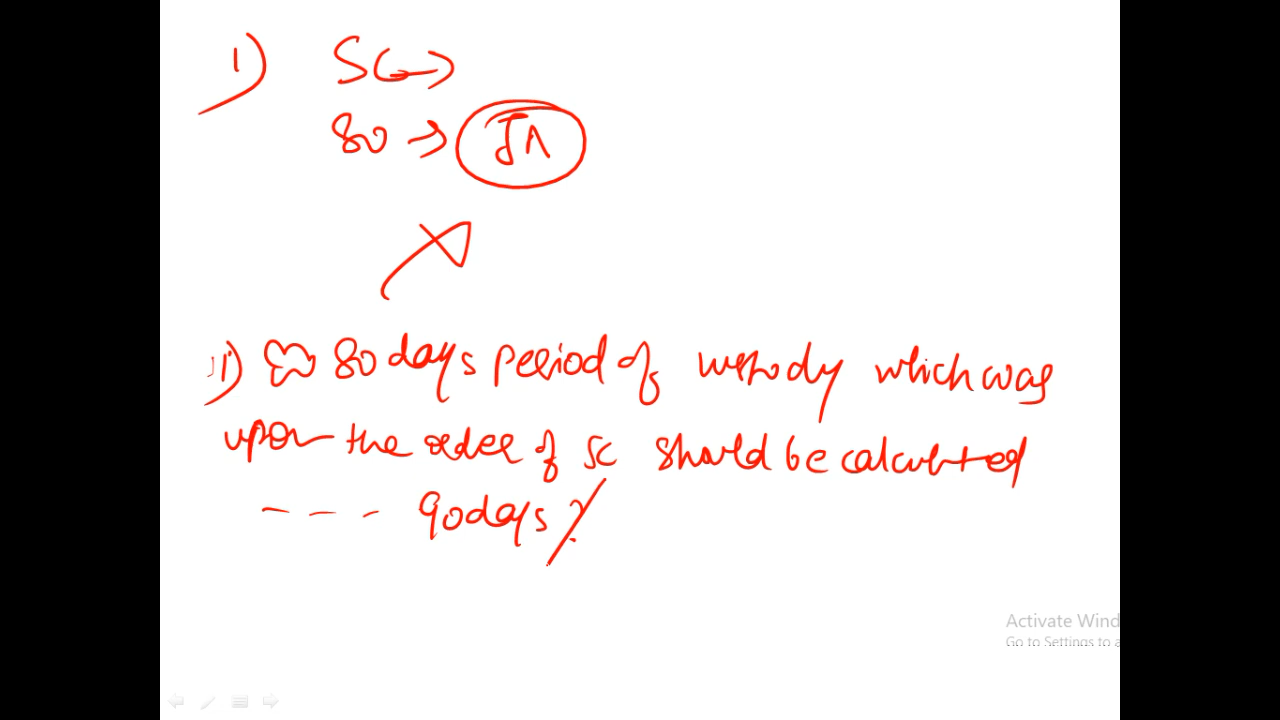 1) SC →
80 → JA
ii) 80 days period of custody which was
upon the order of SC should be calculated
- - - 90 days
Activate Wind
Go to Settings to a